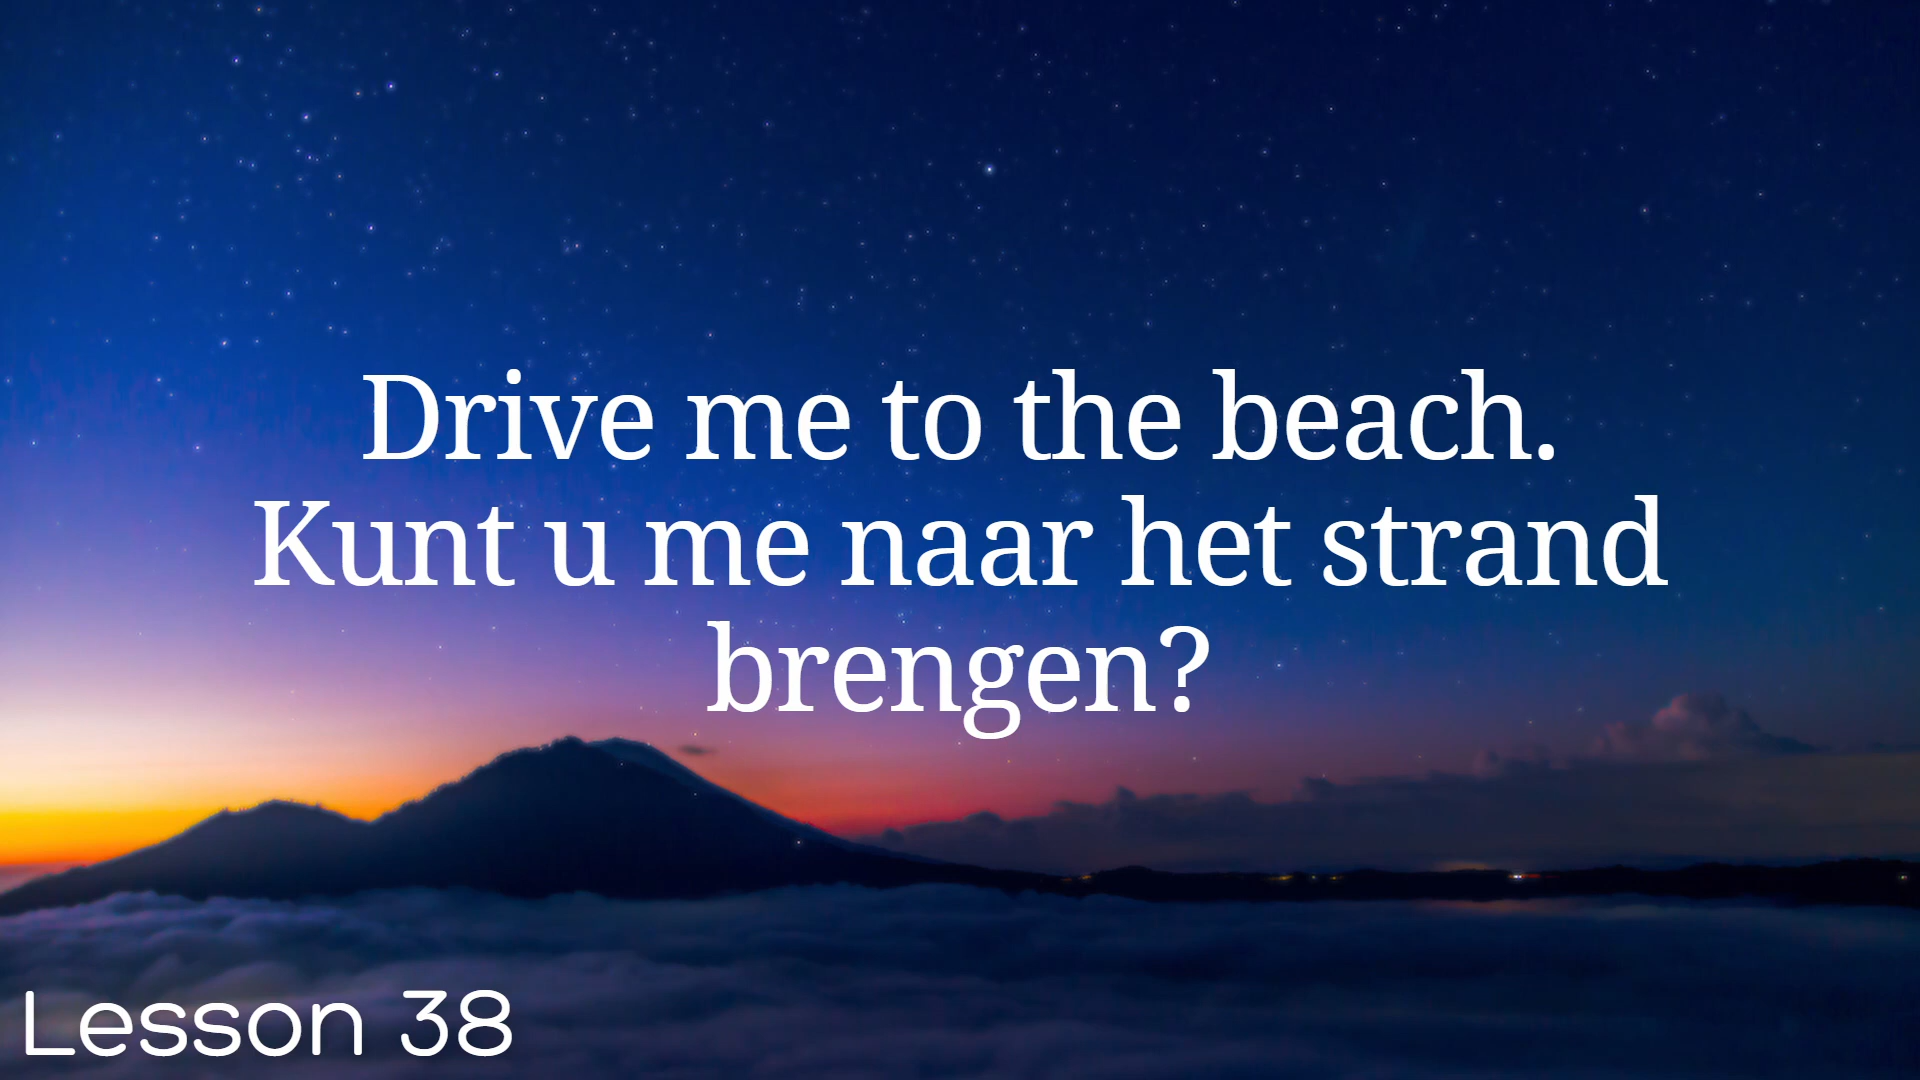 Drive me to the beach.
Kunt u me naar het strand
brengen?
Lesson 38